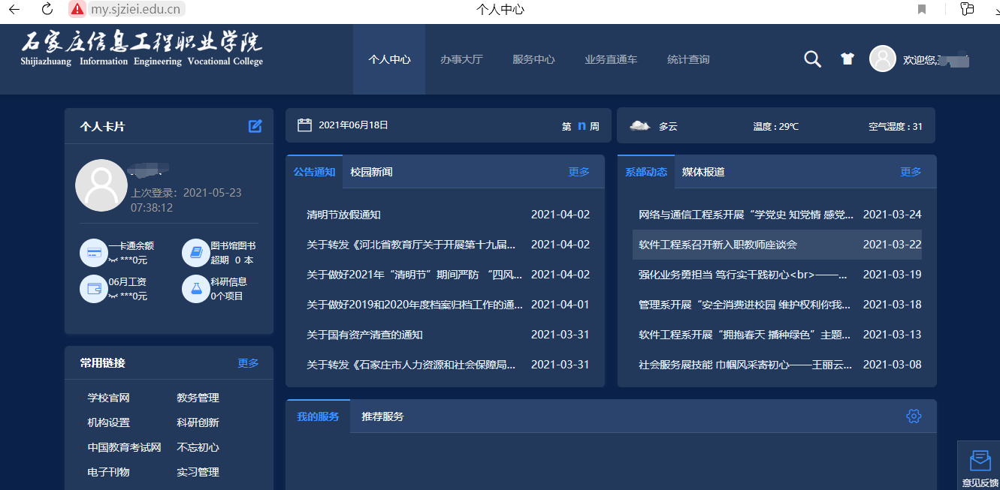 my.sjziei.edu.cn
个人中心
石家庄信息工程职业学院
Shijiazhuang Information Engineering Vocational College
个人中心 办事大厅 服务中心 业务直通车 统计查询
欢迎您,
个人卡片
上次登录：2021-05-23
07:38:12
一卡通余额
***0元
图书馆图书
超期 0 本
06月工资
***0元
科研信息
0个项目
常用链接 更多
学校官网 教务管理
机构设置 科研创新
中国教育考试网 不忘初心
电子刊物 实习管理
2021年06月18日 第 n 周
多云 温度 : 29℃ 空气湿度 : 31
公告通知 校园新闻 更多
清明节放假通知 2021-04-02
关于转发《河北省教育厅关于开展第十九届... 2021-04-02
关于做好2021年“清明节”期间严防 “四风... 2021-04-02
关于做好2019和2020年度档案归档工作的通... 2021-04-01
关于国有资产清查的通知 2021-03-31
关于转发《石家庄市人力资源和社会保障局... 2021-03-31
系部动态 媒体报道 更多
网络与通信工程系开展“学党史 知党情 感党... 2021-03-24
软件工程系召开新入职教师座谈会 2021-03-22
强化业务勇担当 笃行实干践初心<br>——... 2021-03-19
管理系开展“安全消费进校园 维护权利你我... 2021-03-18
软件工程系开展“拥抱春天 播种绿色”主题... 2021-03-13
社会服务展技能 巾帼风采寄初心——王丽云... 2021-03-08
我的服务 推荐服务
意见反馈